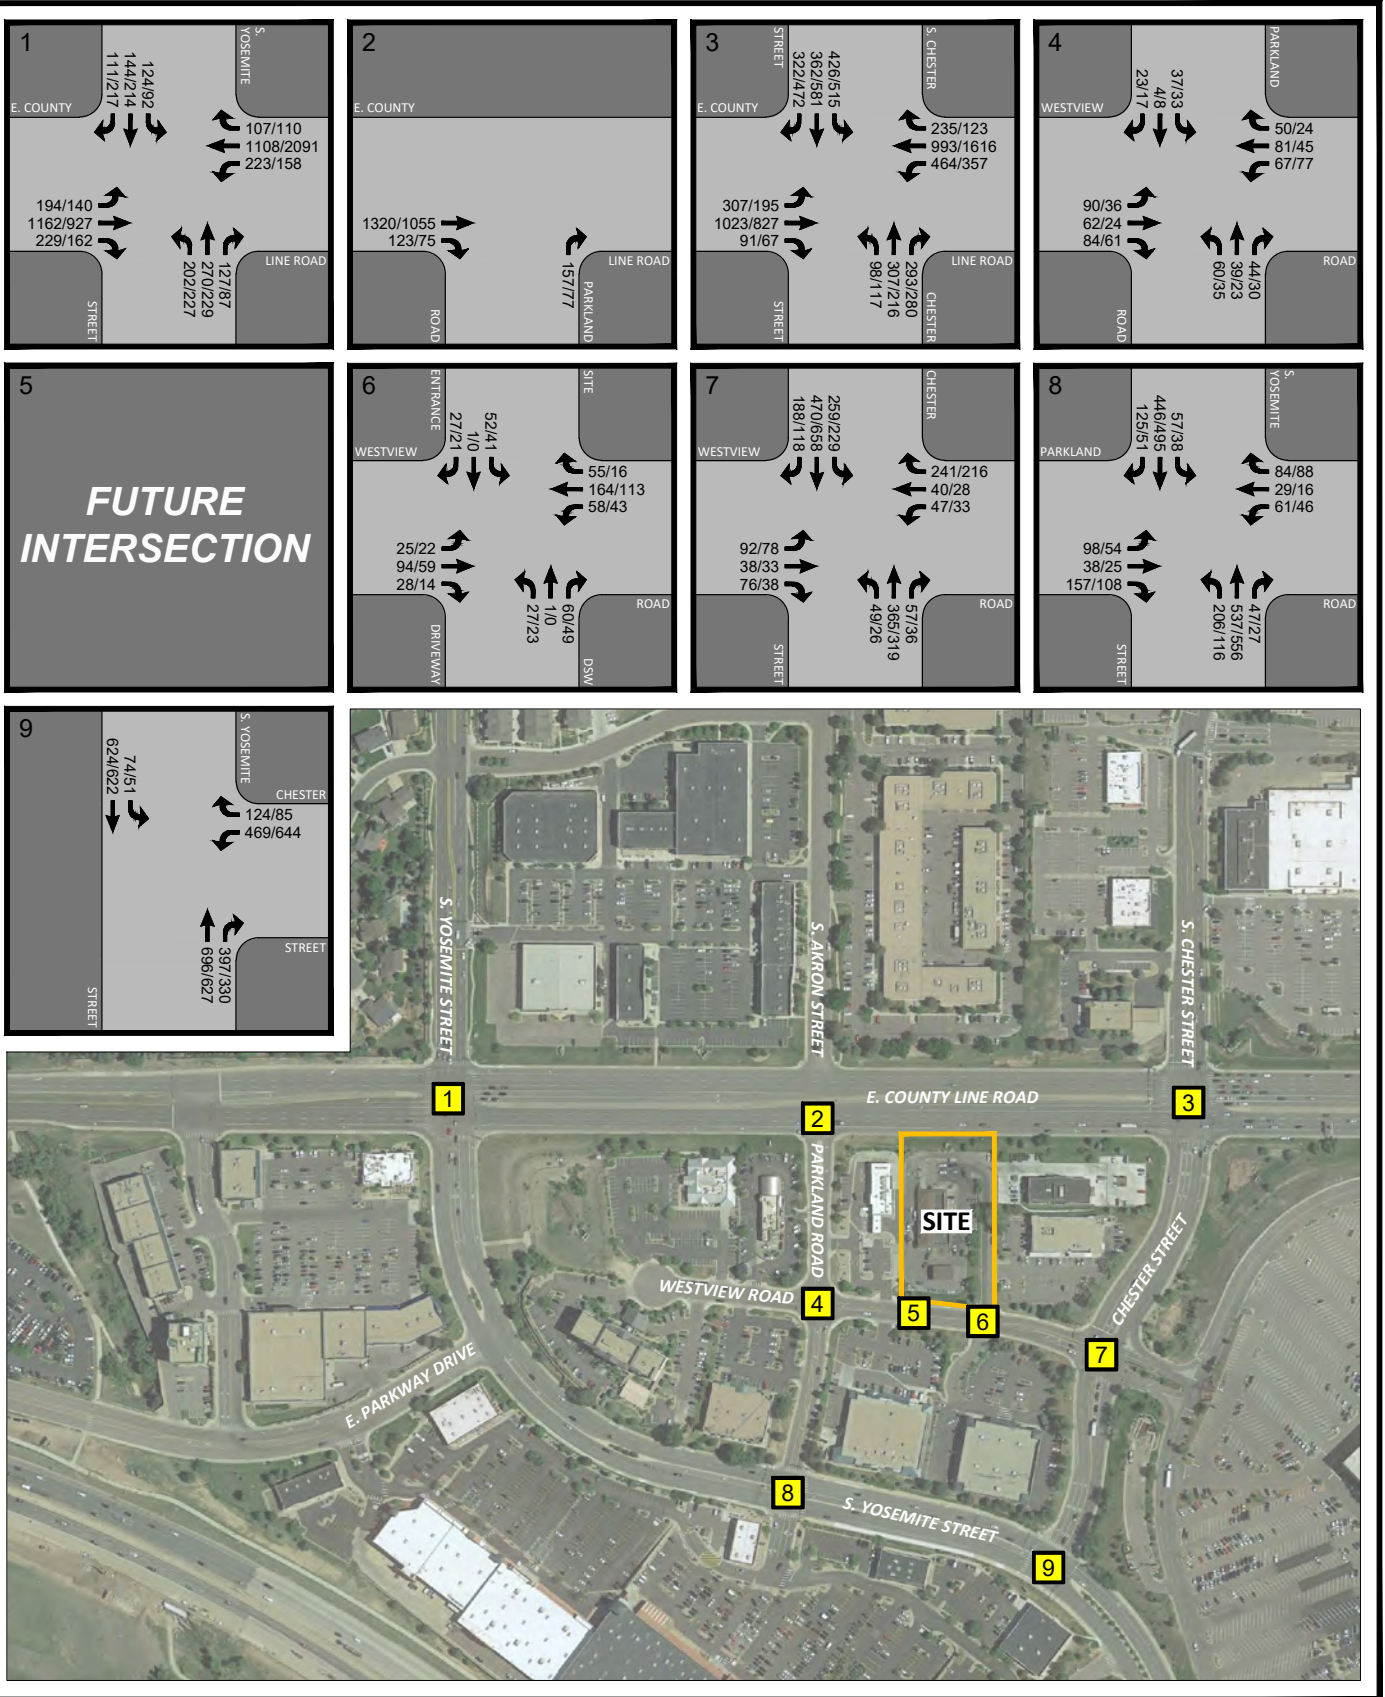 1
S. YOSEMITE
111/217
144/214
124/92
E. COUNTY
107/110
1108/2091
223/158
194/140
1162/927
229/162
202/227
270/229
127/87
LINE ROAD
STREET
2
E. COUNTY
1320/1055
123/75
157/77
LINE ROAD
ROAD
PARKLAND
3
STREET
322/472
362/581
426/515
S. CHESTER
E. COUNTY
235/123
993/1616
464/357
307/195
1023/827
91/67
98/117
307/216
293/280
LINE ROAD
STREET
CHESTER
4
23/17
4/8
37/33
PARKLAND
WESTVIEW
50/24
81/45
67/77
90/36
62/24
84/61
60/35
39/23
44/30
ROAD
ROAD
5
FUTURE
INTERSECTION
6
ENTRANCE
27/21
1/0
52/41
SITE
WESTVIEW
55/16
164/113
58/43
25/22
94/59
28/14
27/23
1/0
60/49
ROAD
DRIVEWAY
DSW
7
188/118
470/658
259/229
CHESTER
WESTVIEW
241/216
40/28
47/33
92/78
38/33
76/38
49/26
365/319
57/36
ROAD
STREET
8
125/51
446/495
57/38
S. YOSEMITE
PARKLAND
84/88
29/16
61/46
98/54
38/25
157/108
206/116
537/556
47/27
ROAD
STREET
9
624/622
74/51
S. YOSEMITE
CHESTER
124/85
469/644
696/627
397/330
STREET
STREET
S. YOSEMITE STREET
S. AKRON STREET
S. CHESTER STREET
E. COUNTY LINE ROAD
1
2
3
PARKLAND ROAD
SITE
CHESTER STREET
WESTVIEW ROAD
4
5
6
7
E. PARKWAY DRIVE
8
S. YOSEMITE STREET
9